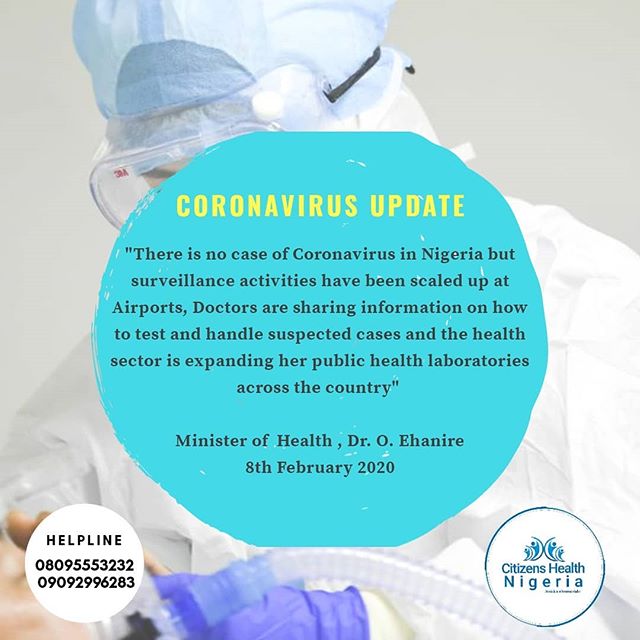 3M
CORONAVIRUS UPDATE
"There is no case of Coronavirus in Nigeria but
surveillance activities have been scaled up at
Airports, Doctors are sharing information on how
to test and handle suspected cases and the health
sector is expanding her public health laboratories
across the country"
Minister of Health , Dr. O. Ehanire
8th February 2020
HELPLINE
08095553232
09092996283
Citizens Health
Nigeria